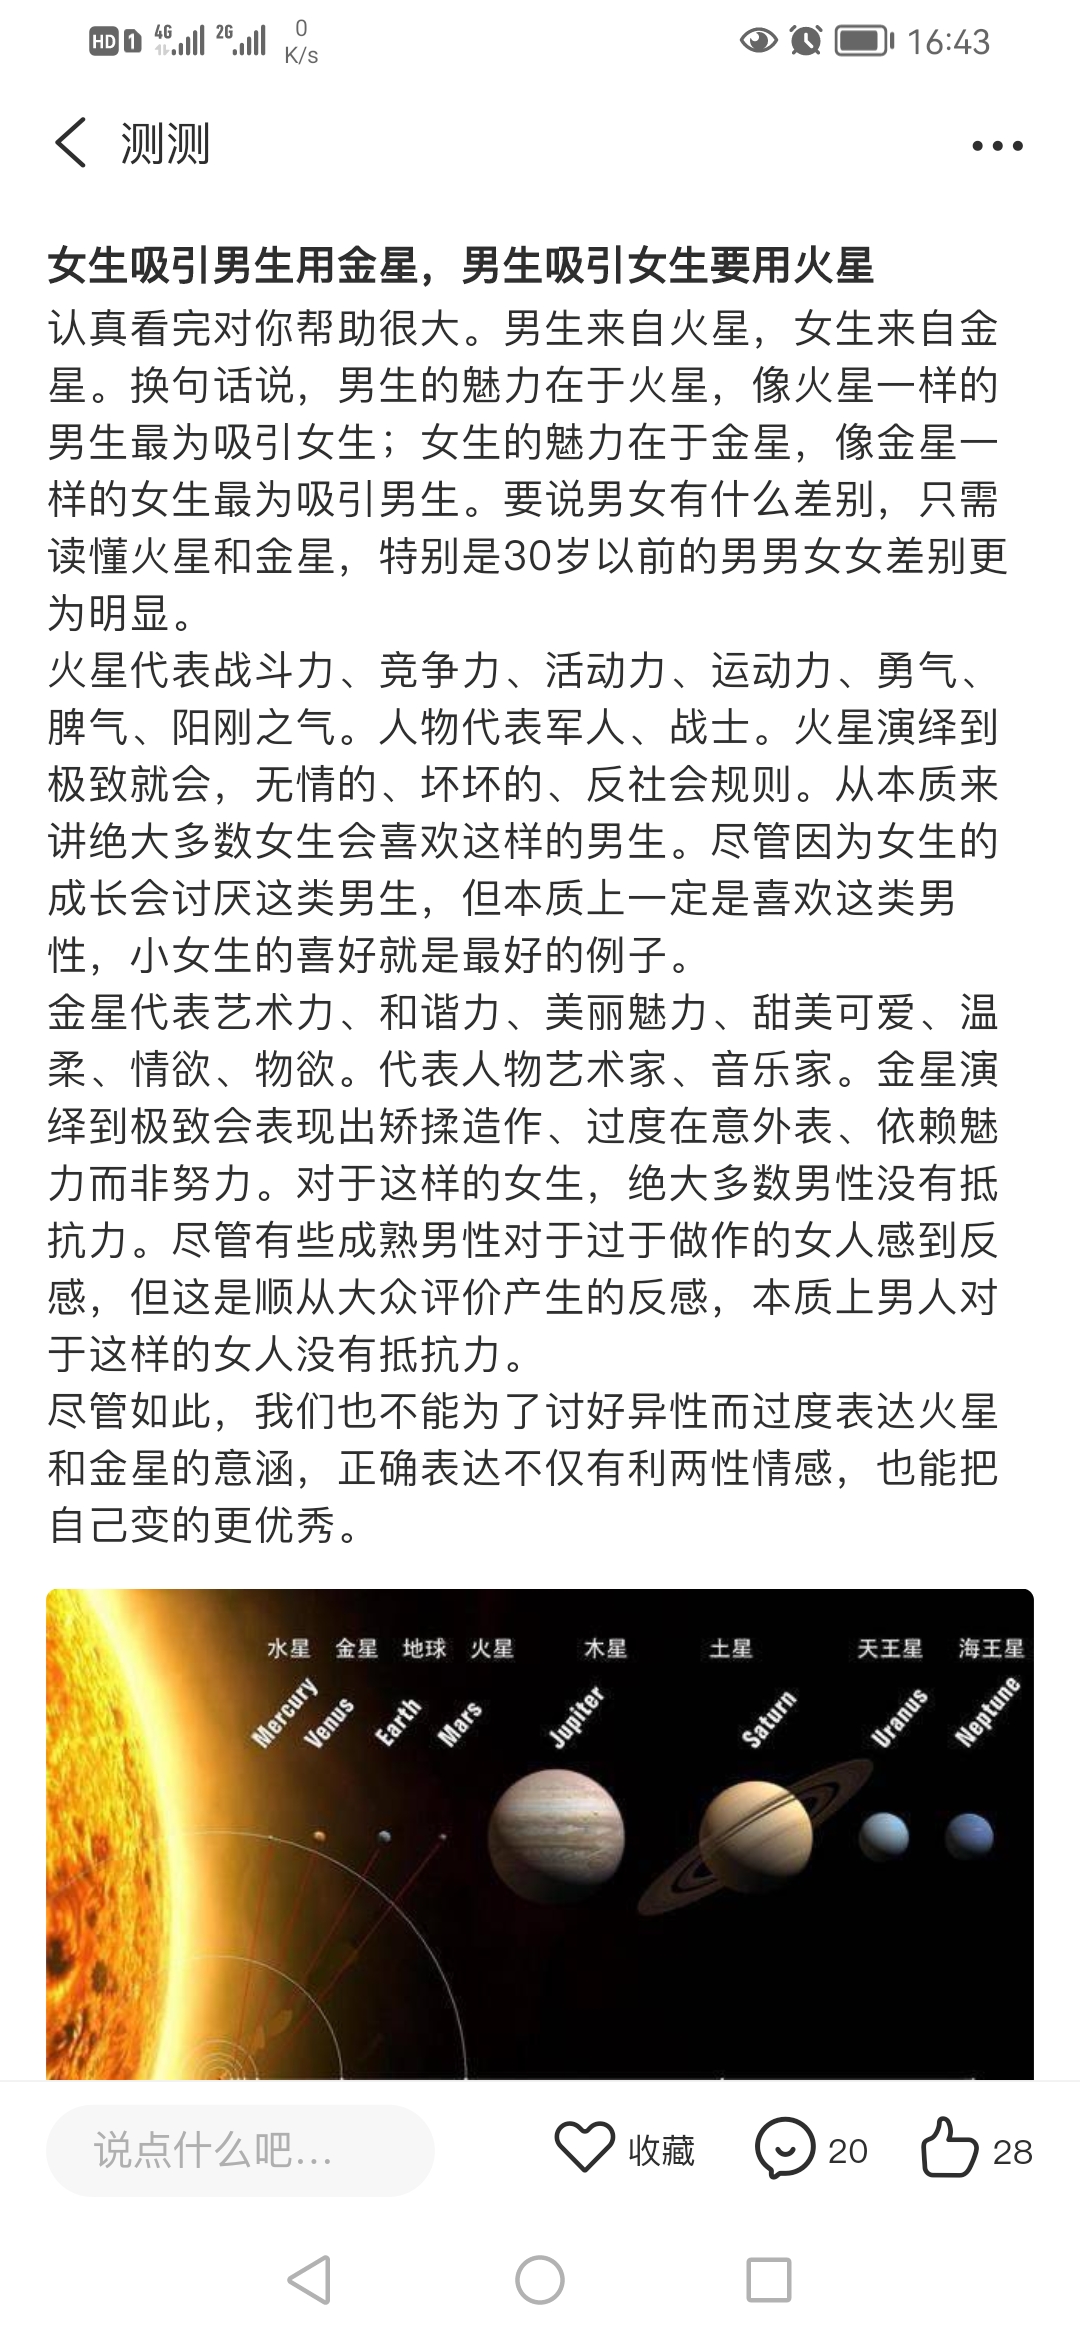 HD 1 4G 2G 0 K/s 16:43
测测
女生吸引男生用金星，男生吸引女生要用火星
认真看完对你帮助很大。男生来自火星，女生来自金
星。换句话说，男生的魅力在于火星，像火星一样的
男生最为吸引女生；女生的魅力在于金星，像金星一
样的女生最为吸引男生。要说男女有什么差别，只需
读懂火星和金星，特别是30岁以前的男男女女差别更
为明显。
火星代表战斗力、竞争力、活动力、运动力、勇气、
脾气、阳刚之气。人物代表军人、战士。火星演绎到
极致就会，无情的、坏坏的、反社会规则。从本质来
讲绝大多数女生会喜欢这样的男生。尽管因为女生的
成长会讨厌这类男生，但本质上一定是喜欢这类男
性，小女生的喜好就是最好的例子。
金星代表艺术力、和谐力、美丽魅力、甜美可爱、温
柔、情欲、物欲。代表人物艺术家、音乐家。金星演
绎到极致会表现出矫揉造作、过度在意外表、依赖魅
力而非努力。对于这样的女生，绝大多数男性没有抵
抗力。尽管有些成熟男性对于过于做作的女人感到反
感，但这是顺从大众评价产生的反感，本质上男人对
于这样的女人没有抵抗力。
尽管如此，我们也不能为了讨好异性而过度表达火星
和金星的意涵，正确表达不仅有利两性情感，也能把
自己变的更优秀。
水星 金星 地球 火星 木星 土星 天王星 海王星
Mercury Venus Earth Mars Jupiter Saturn Uranus Neptune
说点什么吧... 收藏 20 28